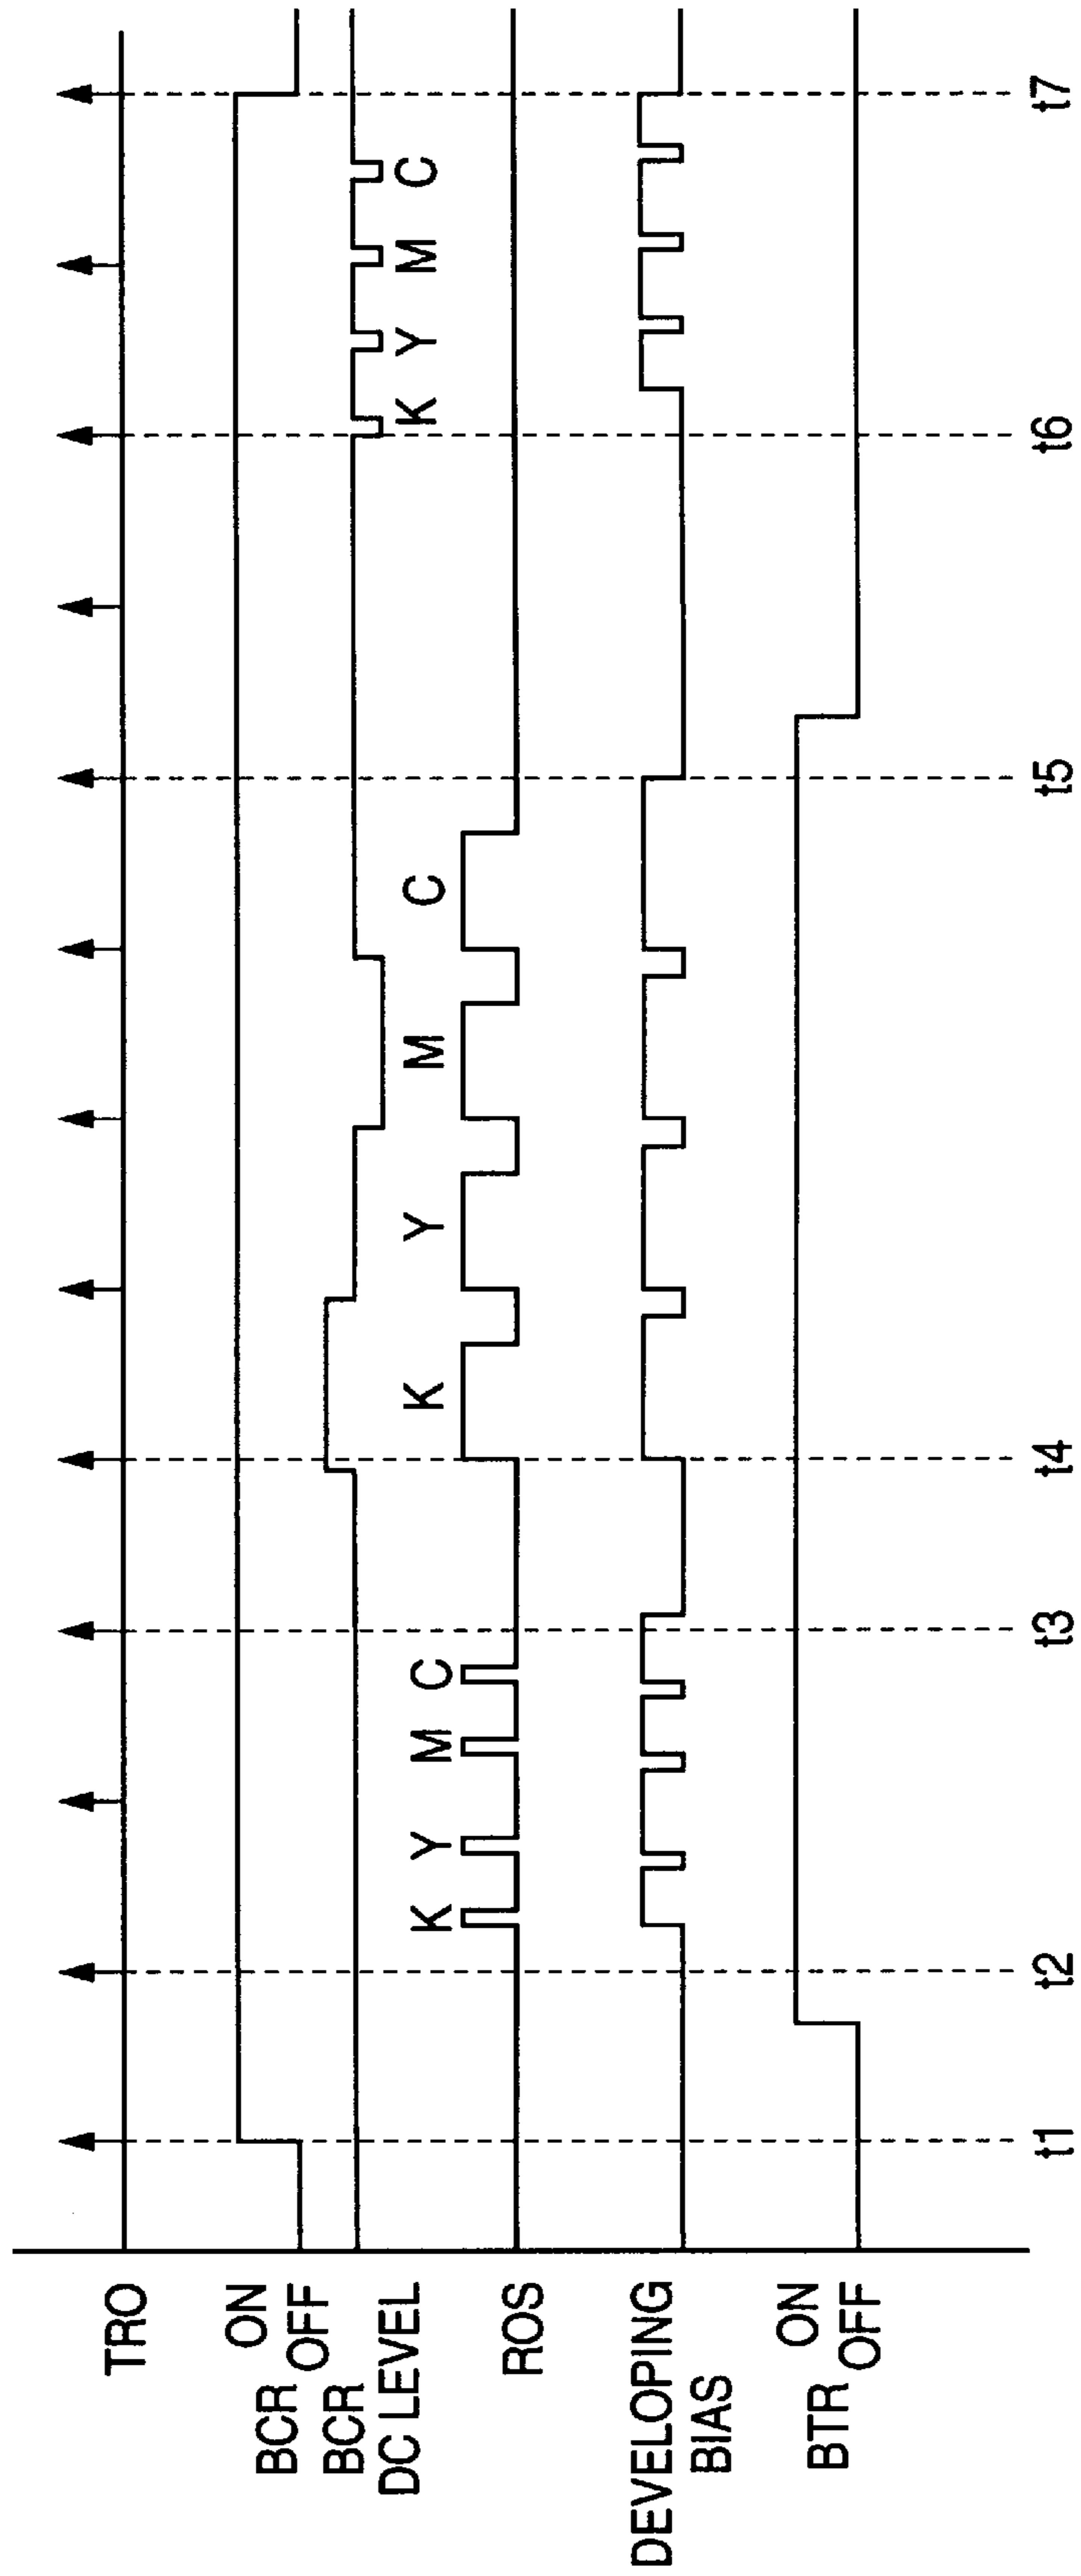 TRO
BCR ON
OFF
BCR
DC LEVEL
K Y M C
K Y M C
K Y M C
ROS
DEVELOPING
BIAS
BTR ON
OFF
t1 t2 t3 t4 t5 t6 t7